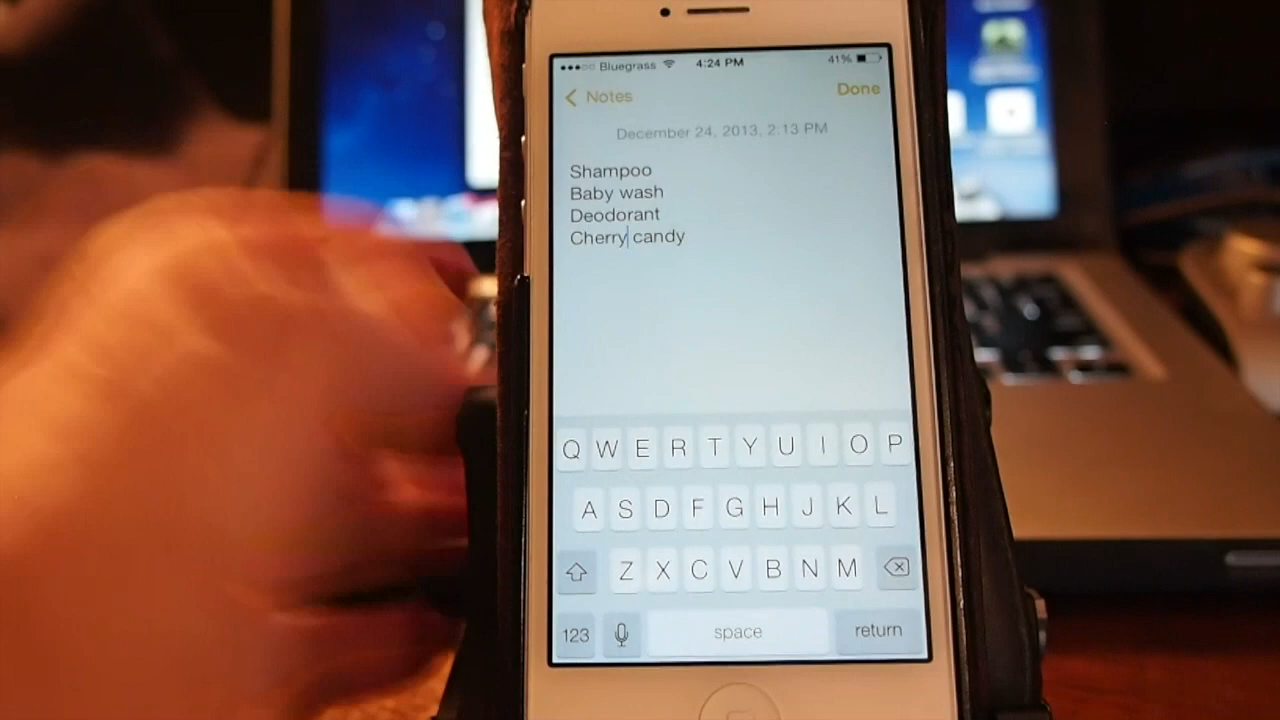 Bluegrass 4:24 PM 41%
Notes Done
December 24, 2013, 2:13 PM
Shampoo
Baby wash
Deodorant
Cherry candy
Q W E R T Y U I O P
A S D F G H J K L
Z X C V B N M
123 space return